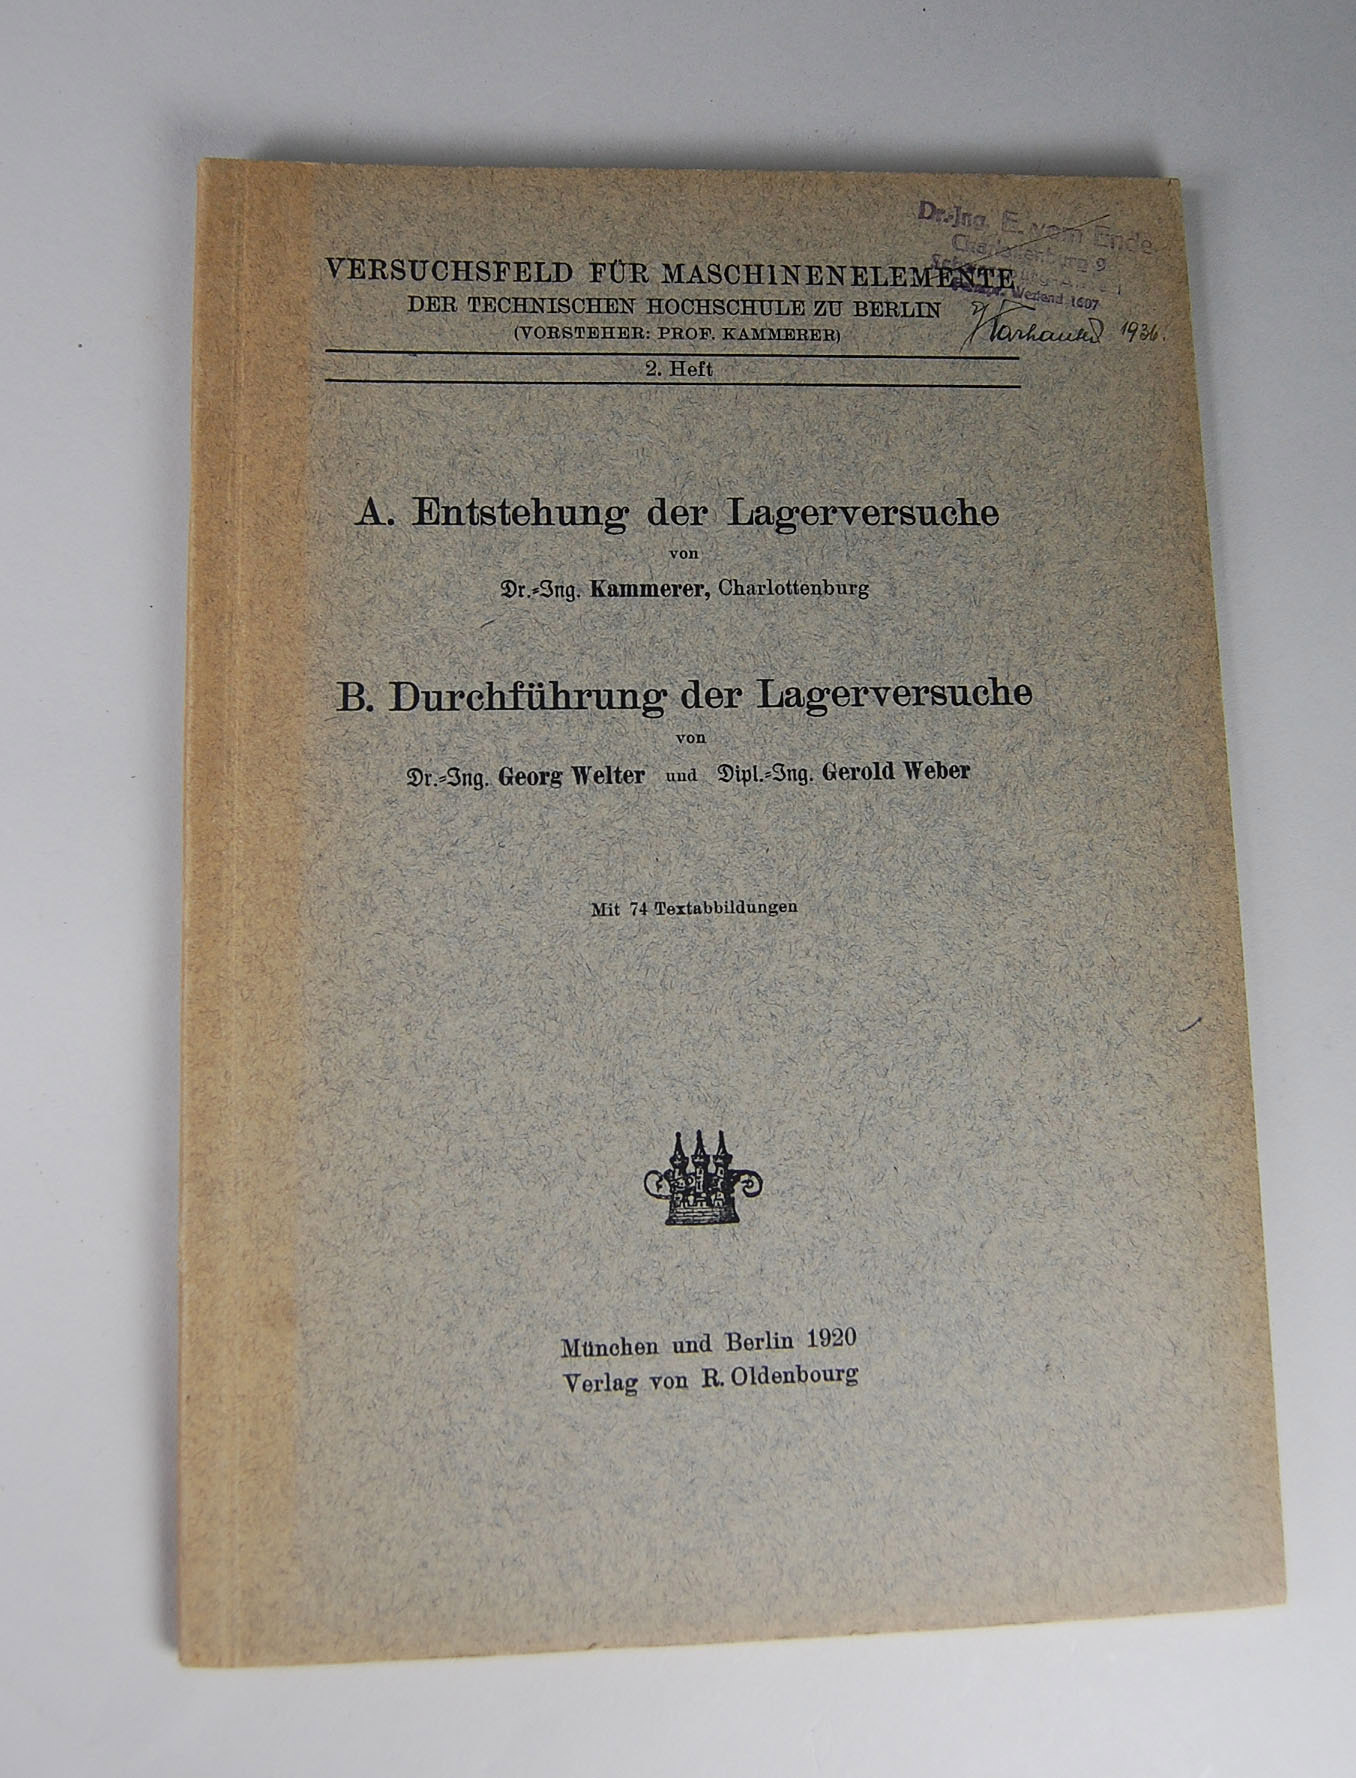 Dr.-Ing. E. vom Ende
Charlottenburg 9
VERSUCHSFELD FÜR MASCHINENELEMENTE
DER TECHNISCHEN HOCHSCHULE ZU BERLIN
1607
(VORSTEHER: PROF. KAMMERER)
1936.
2. Heft
A. Entstehung der Lagerversuche
von
Dr.-Ing. Kammerer, Charlottenburg
B. Durchführung der Lagerversuche
von
Dr.-Ing. Georg Welter und Dipl.-Ing. Gerold Weber
Mit 74 Textabbildungen
München und Berlin 1920
Verlag von R. Oldenbourg